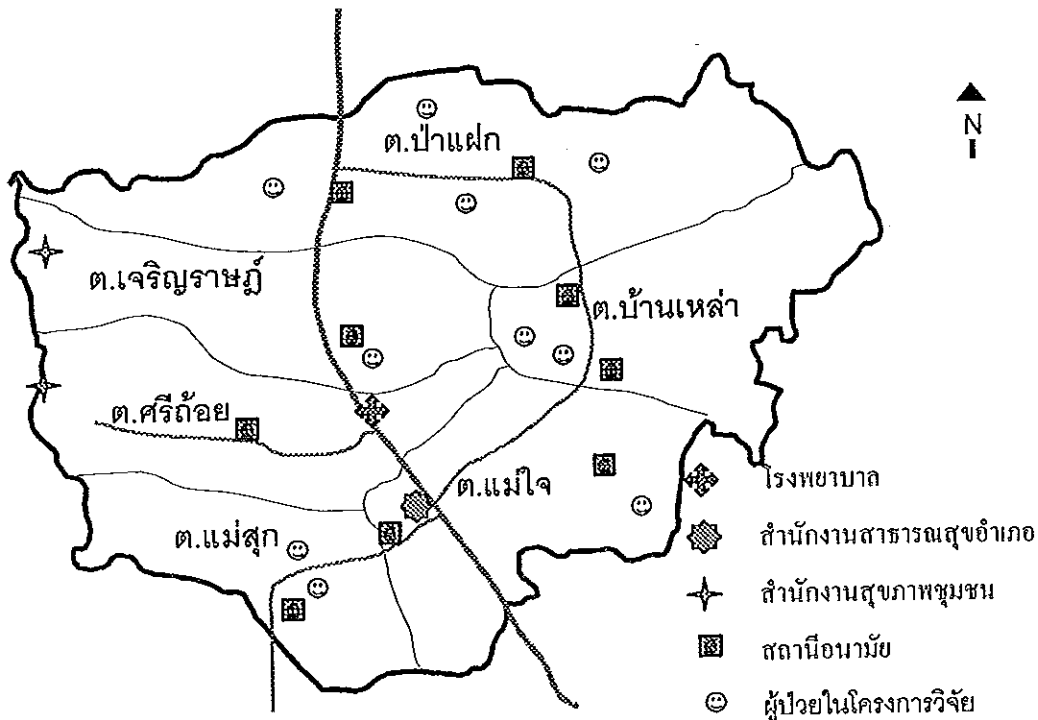 ต.ป่าแฝก
N
ต.เจริญราษฎ์
ต.บ้านเหล่า
ต.ศรีถ้อย
ต.แม่ใจ
ต.แม่สุก
โรงพยาบาล
สำนักงานสาธารณสุขอำเภอ
สำนักงานสุขภาพชุมชน
สถานีอนามัย
ผู้ป่วยในโครงการวิจัย